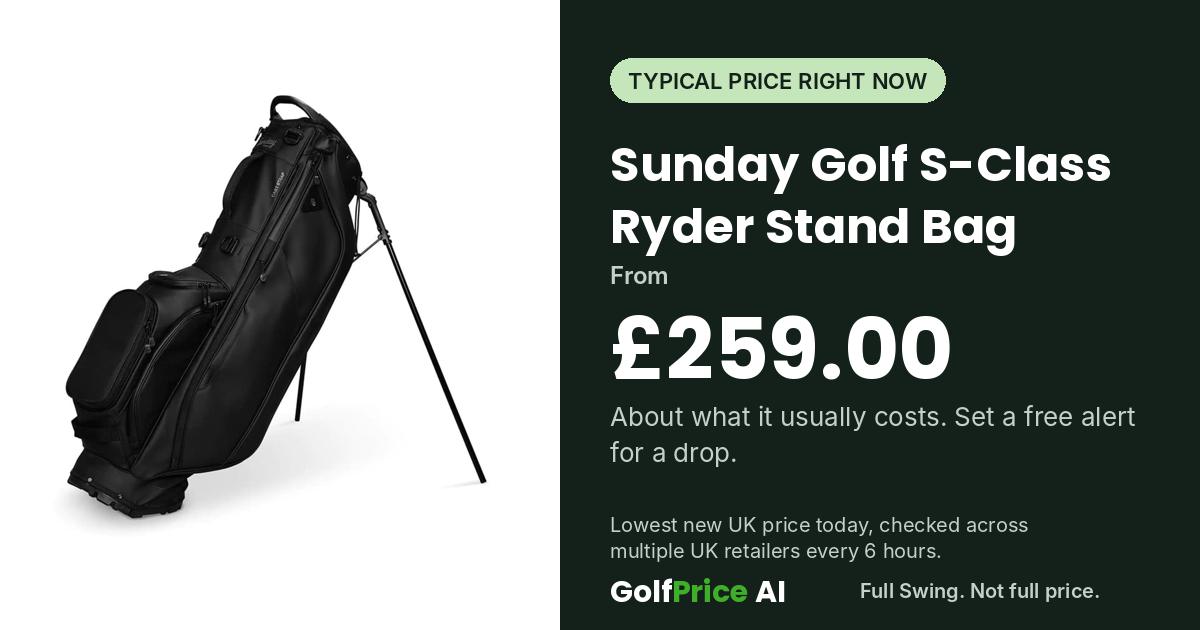 TYPICAL PRICE RIGHT NOW
Sunday Golf S-Class
Ryder Stand Bag
From
£259.00
About what it usually costs. Set a free alert
for a drop.
Lowest new UK price today, checked across
multiple UK retailers every 6 hours.
GolfPrice AI
Full Swing. Not full price.